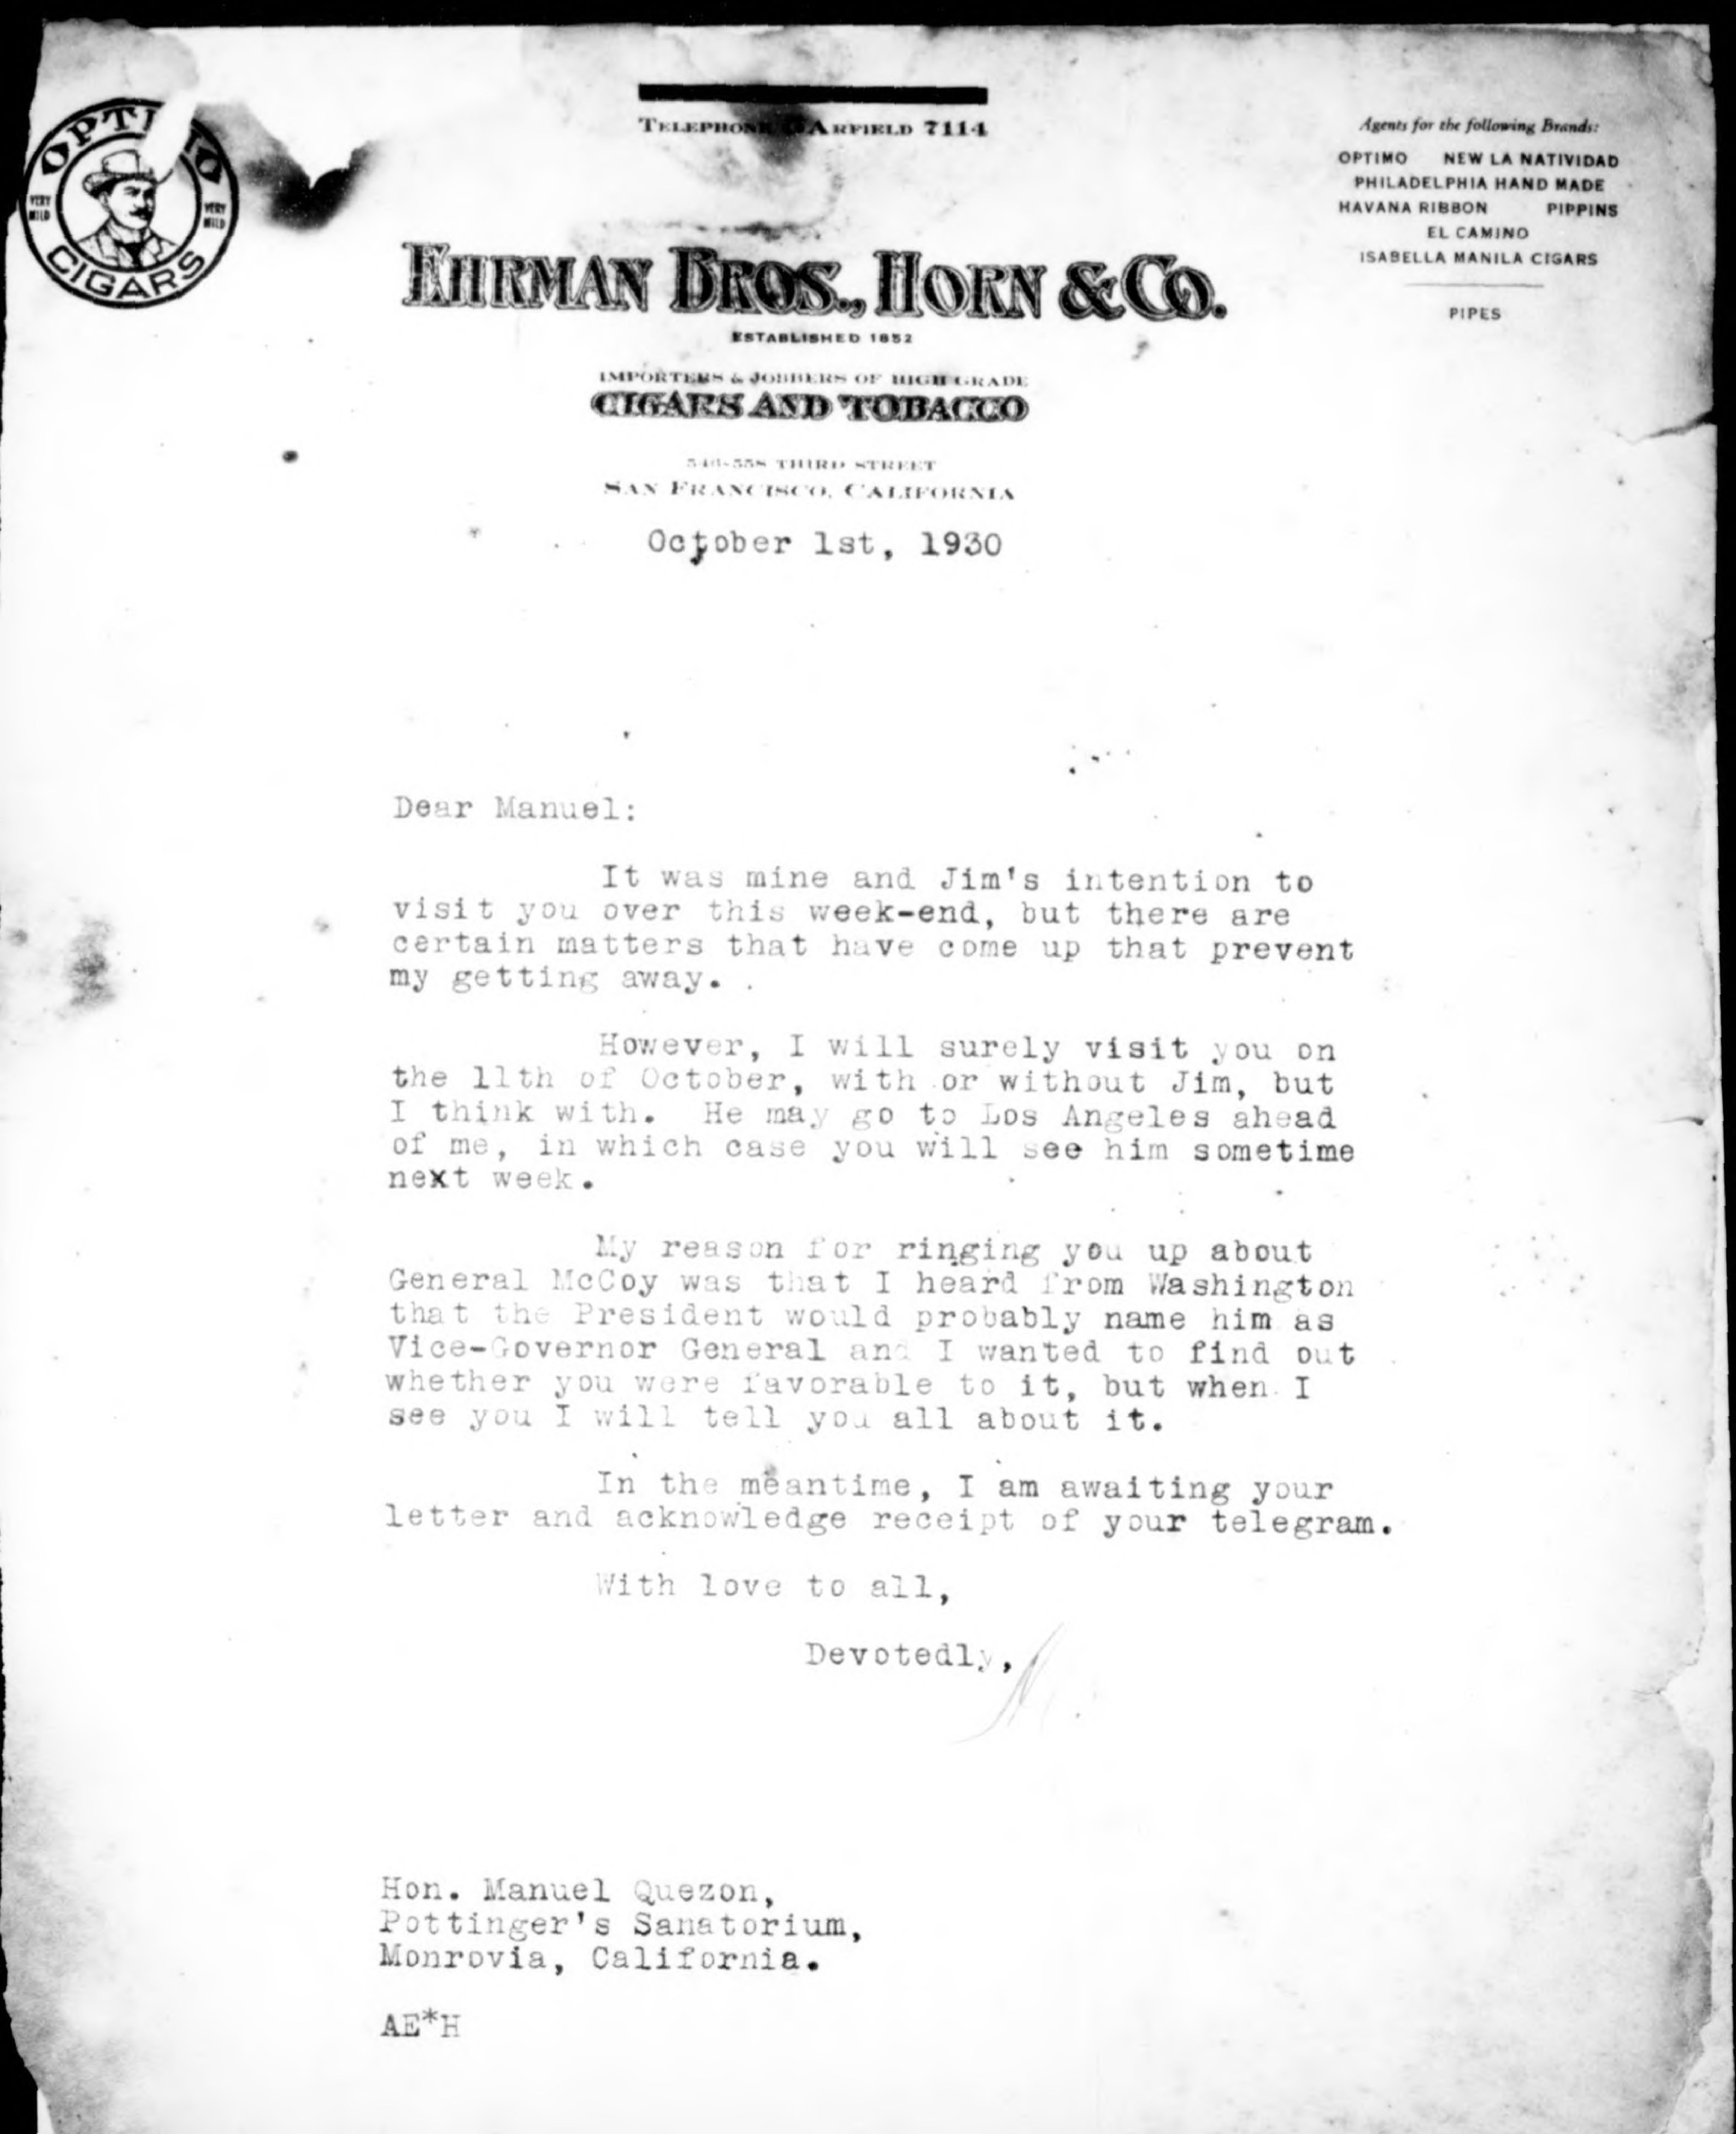 OPTIMO
VERY MILD
VERY MILD
CIGARS
TELEPHONE GARFIELD 7114
Agents for the following Brands:
OPTIMO NEW LA NATIVIDAD
PHILADELPHIA HAND MADE
HAVANA RIBBON PIPPINS
EL CAMINO
ISABELLA MANILA CIGARS
PIPES
EHRMAN BROS., HORN & CO.
ESTABLISHED 1852
IMPORTERS & JOBBERS OF HIGH GRADE
CIGARS AND TOBACCO
THIRD STREET
SAN FRANCISCO, CALIFORNIA
October 1st, 1930
Dear Manuel:
It was mine and Jim's intention to
visit you over this week-end, but there are
certain matters that have come up that prevent
my getting away.
However, I will surely visit you on
the 11th of October, with or without Jim, but
I think with. He may go to Los Angeles ahead
of me, in which case you will see him sometime
next week.
My reason for ringing you up about
General McCoy was that I heard from Washington
that the President would probably name him as
Vice-Governor General and I wanted to find out
whether you were favorable to it, but when I
see you I will tell you all about it.
In the meantime, I am awaiting your
letter and acknowledge receipt of your telegram.
With love to all,
Devotedly,
Hon. Manuel Quezon,
Pottinger's Sanatorium,
Monrovia, California.
AE*H